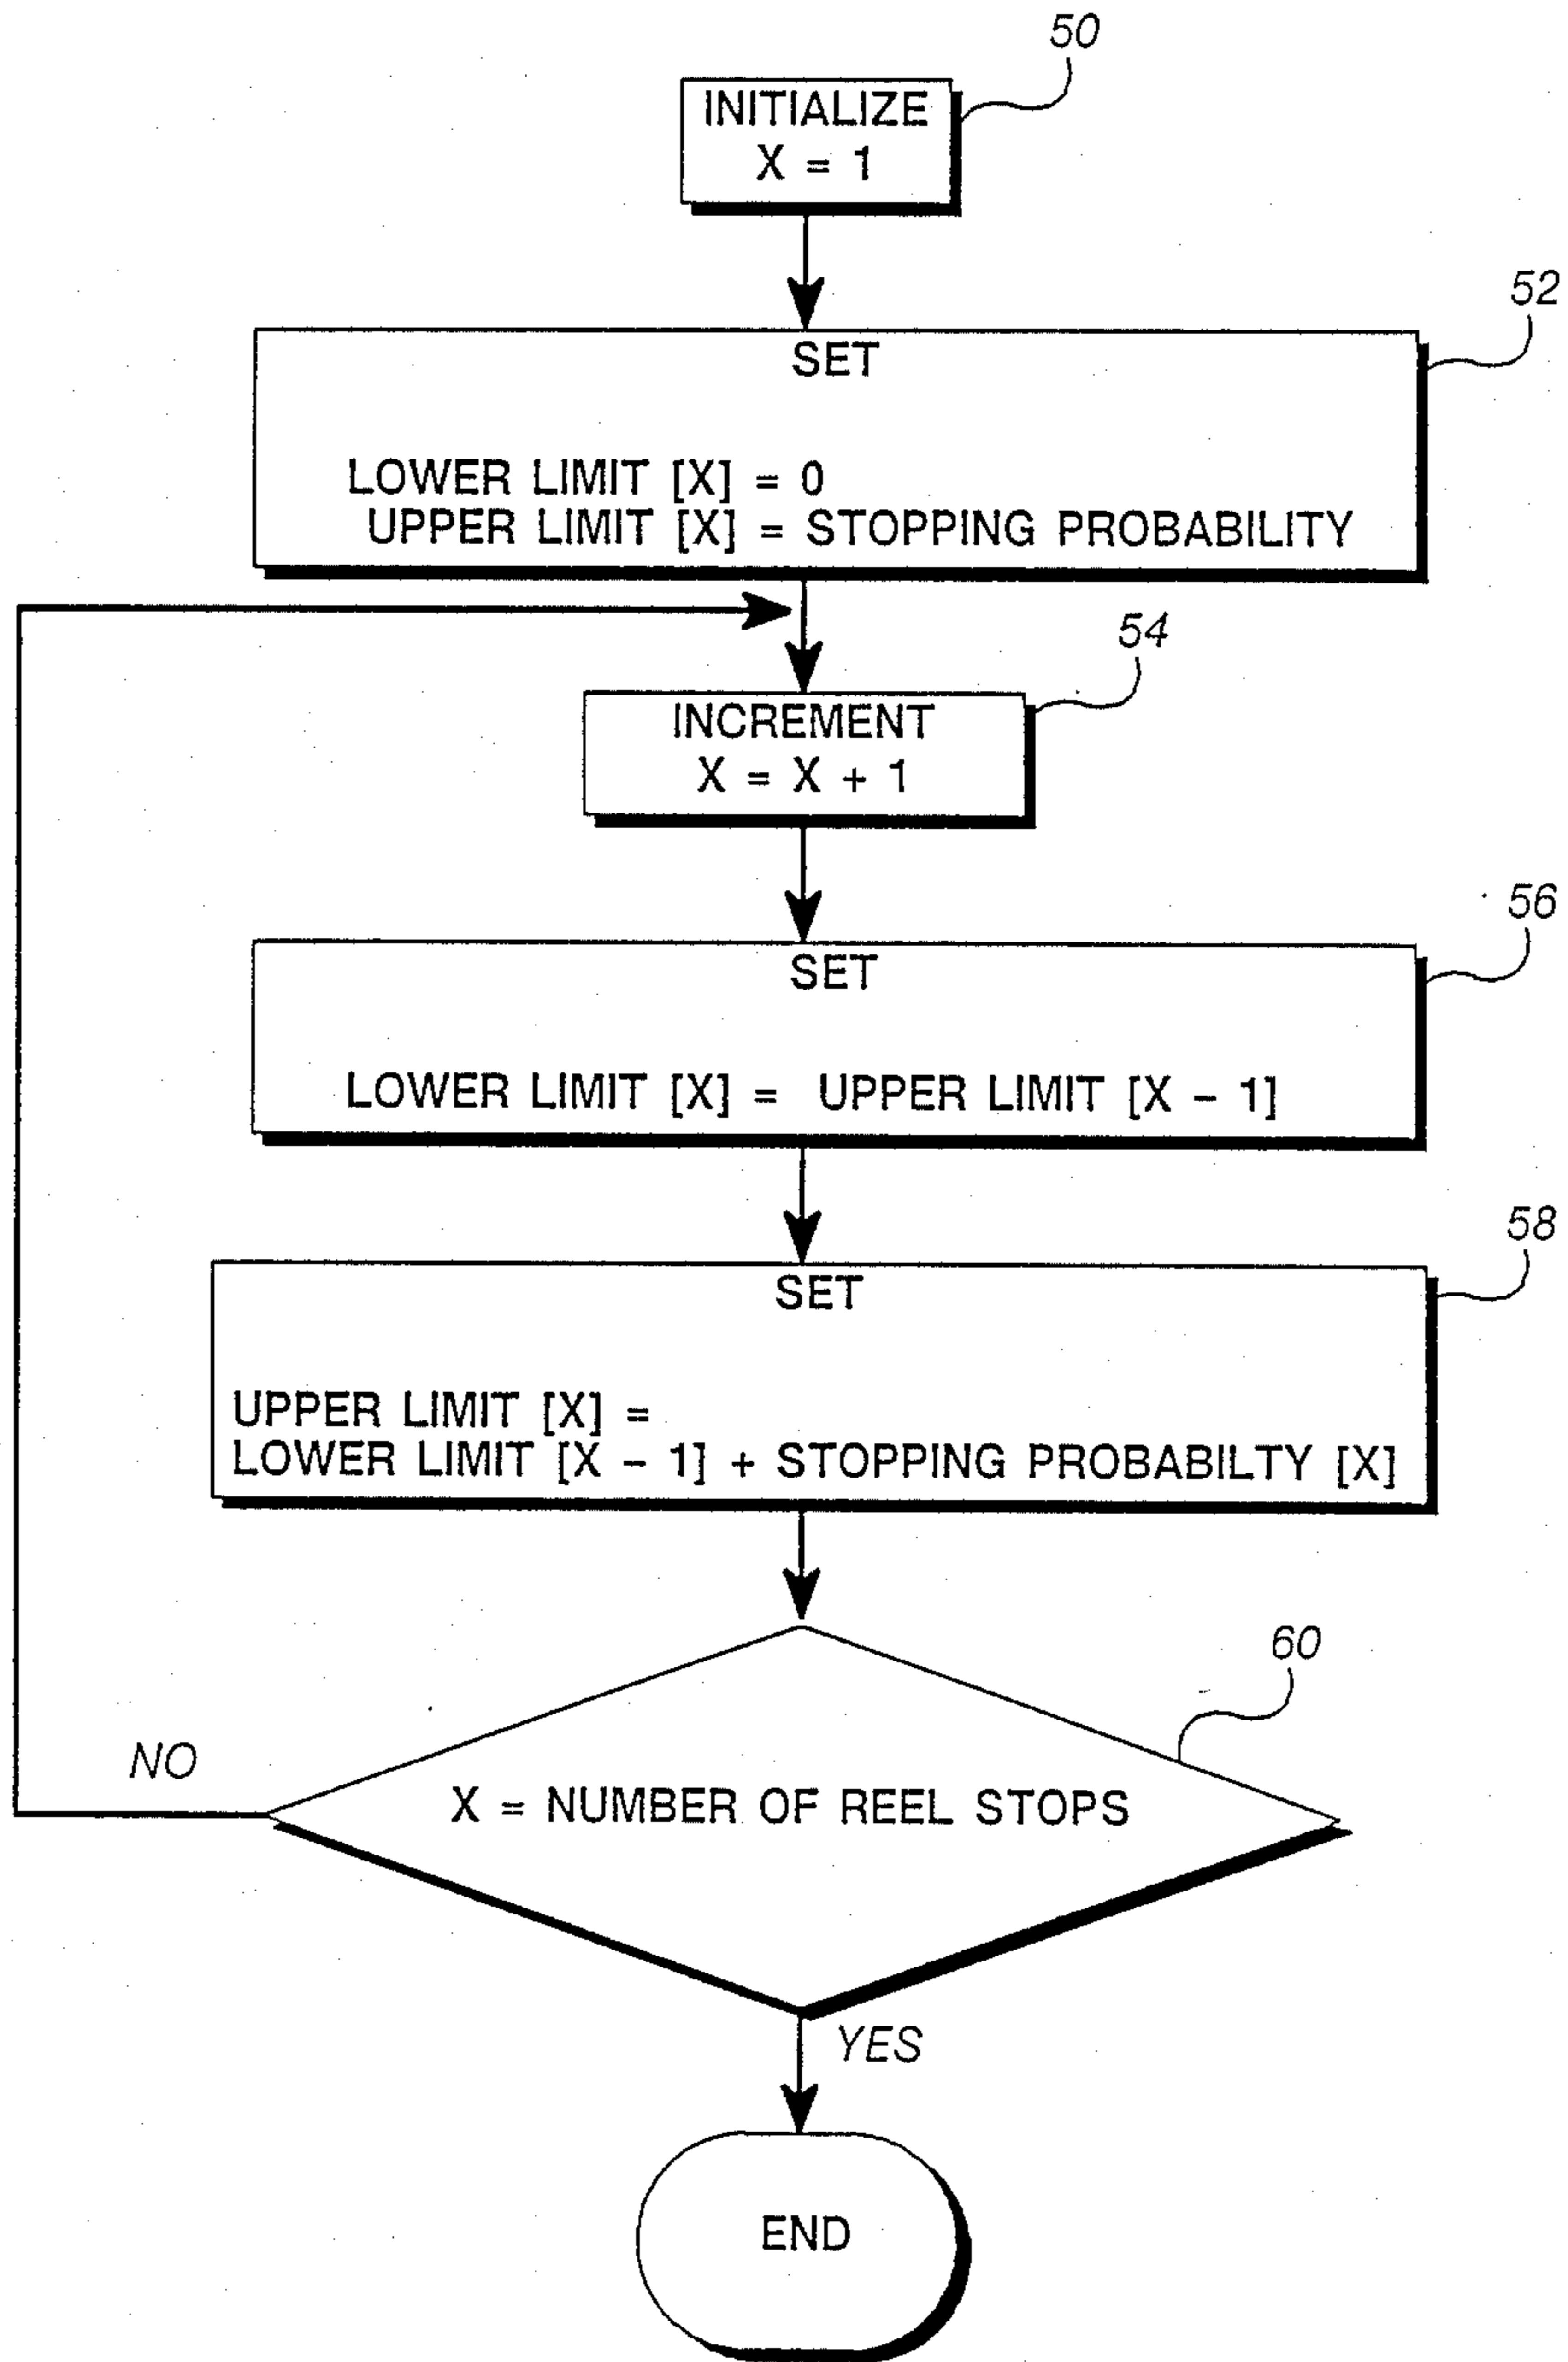 50
INITIALIZE
X = 1
52
SET
LOWER LIMIT [X] = 0
UPPER LIMIT [X] = STOPPING PROBABILITY
54
INCREMENT
X = X + 1
56
SET
LOWER LIMIT [X] = UPPER LIMIT [X - 1]
58
SET
UPPER LIMIT [X] =
LOWER LIMIT [X - 1] + STOPPING PROBABILTY [X]
60
NO
X = NUMBER OF REEL STOPS
YES
END